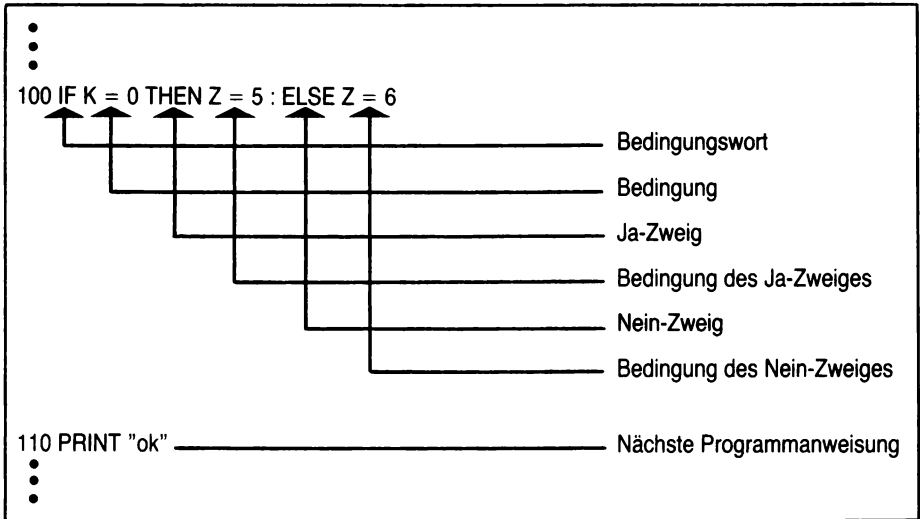 100 IF K = 0 THEN Z = 5 : ELSE Z = 6
Bedingungswort
Bedingung
Ja-Zweig
Bedingung des Ja-Zweiges
Nein-Zweig
Bedingung des Nein-Zweiges
110 PRINT "ok" Nächste Programmanweisung